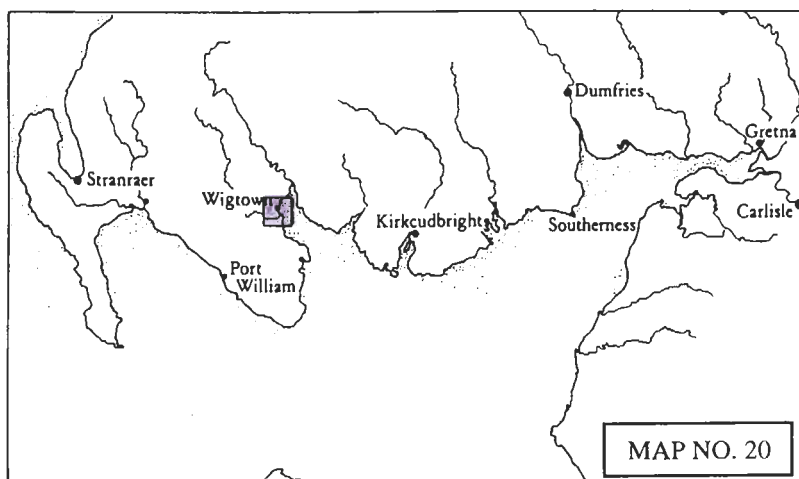 Dumfries
Gretna
Stranraer
Wigtown
Kirkcudbright
Southerness
Carlisle
Port
William
MAP NO. 20